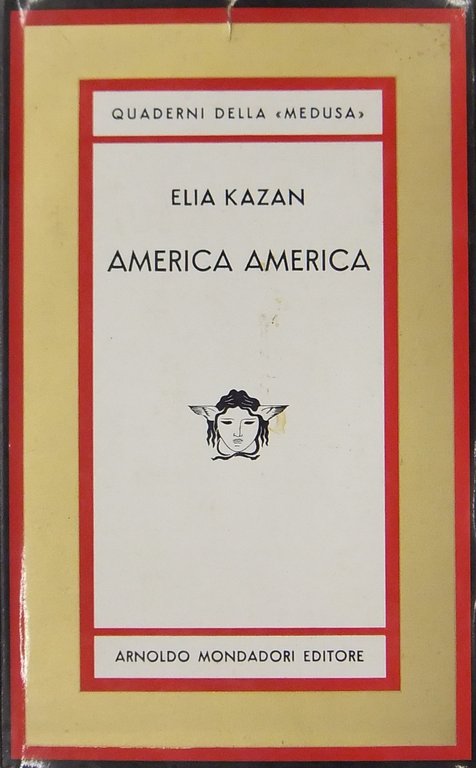 QUADERNI DELLA «MEDUSA»
ELIA KAZAN
AMERICA AMERICA
ARNOLDO MONDADORI EDITORE